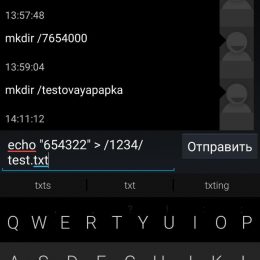 13:57:48
mkdir /7654000
13:59:04
mkdir /testovayapapka
14:11:12
echo "654322" > /1234/
test.txt
Отправить
txts txt txting
Q W E R T Y U I O P
A S D F G H J K L